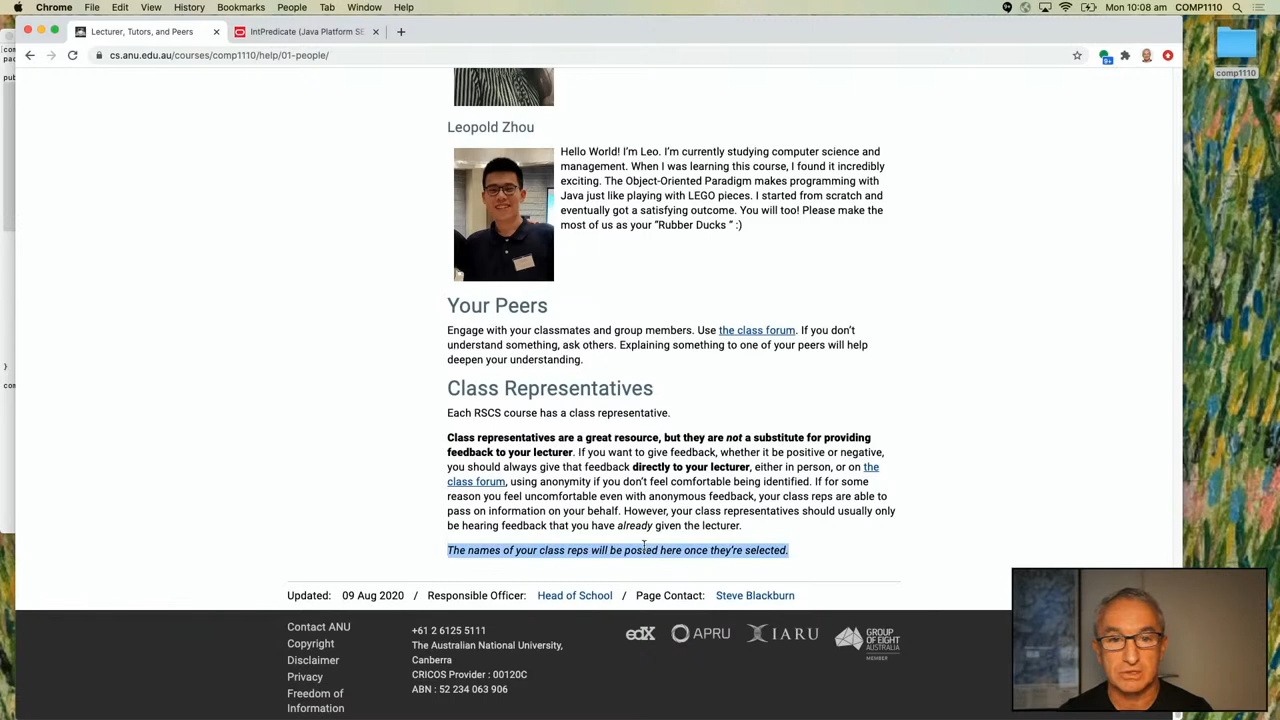 Chrome File Edit View History Bookmarks People Tab Window Help
Mon 10:08 am COMP1110
Lecturer, Tutors, and Peers
IntPredicate (Java Platform SE
cs.anu.edu.au/courses/comp1110/help/01-people/
comp1110
Leopold Zhou
Hello World! I'm Leo. I'm currently studying computer science and
management. When I was learning this course, I found it incredibly
exciting. The Object-Oriented Paradigm makes programming with
Java just like playing with LEGO pieces. I started from scratch and
eventually got a satisfying outcome. You will too! Please make the
most of us as your “Rubber Ducks ” :)
Your Peers
Engage with your classmates and group members. Use the class forum. If you don't
understand something, ask others. Explaining something to one of your peers will help
deepen your understanding.
Class Representatives
Each RSCS course has a class representative.
Class representatives are a great resource, but they are not a substitute for providing
feedback to your lecturer. If you want to give feedback, whether it be positive or negative,
you should always give that feedback directly to your lecturer, either in person, or on the
class forum, using anonymity if you don't feel comfortable being identified. If for some
reason you feel uncomfortable even with anonymous feedback, your class reps are able to
pass on information on your behalf. However, your class representatives should usually only
be hearing feedback that you have already given the lecturer.
The names of your class reps will be posted here once they're selected.
Updated: 09 Aug 2020 / Responsible Officer: Head of School / Page Contact: Steve Blackburn
Contact ANU
Copyright
Disclaimer
Privacy
Freedom of
Information
+61 2 6125 5111
The Australian National University,
Canberra
CRICOS Provider : 00120C
ABN : 52 234 063 906
edX
APRU
IARU
GROUP
OF EIGHT
AUSTRALIA
MEMBER